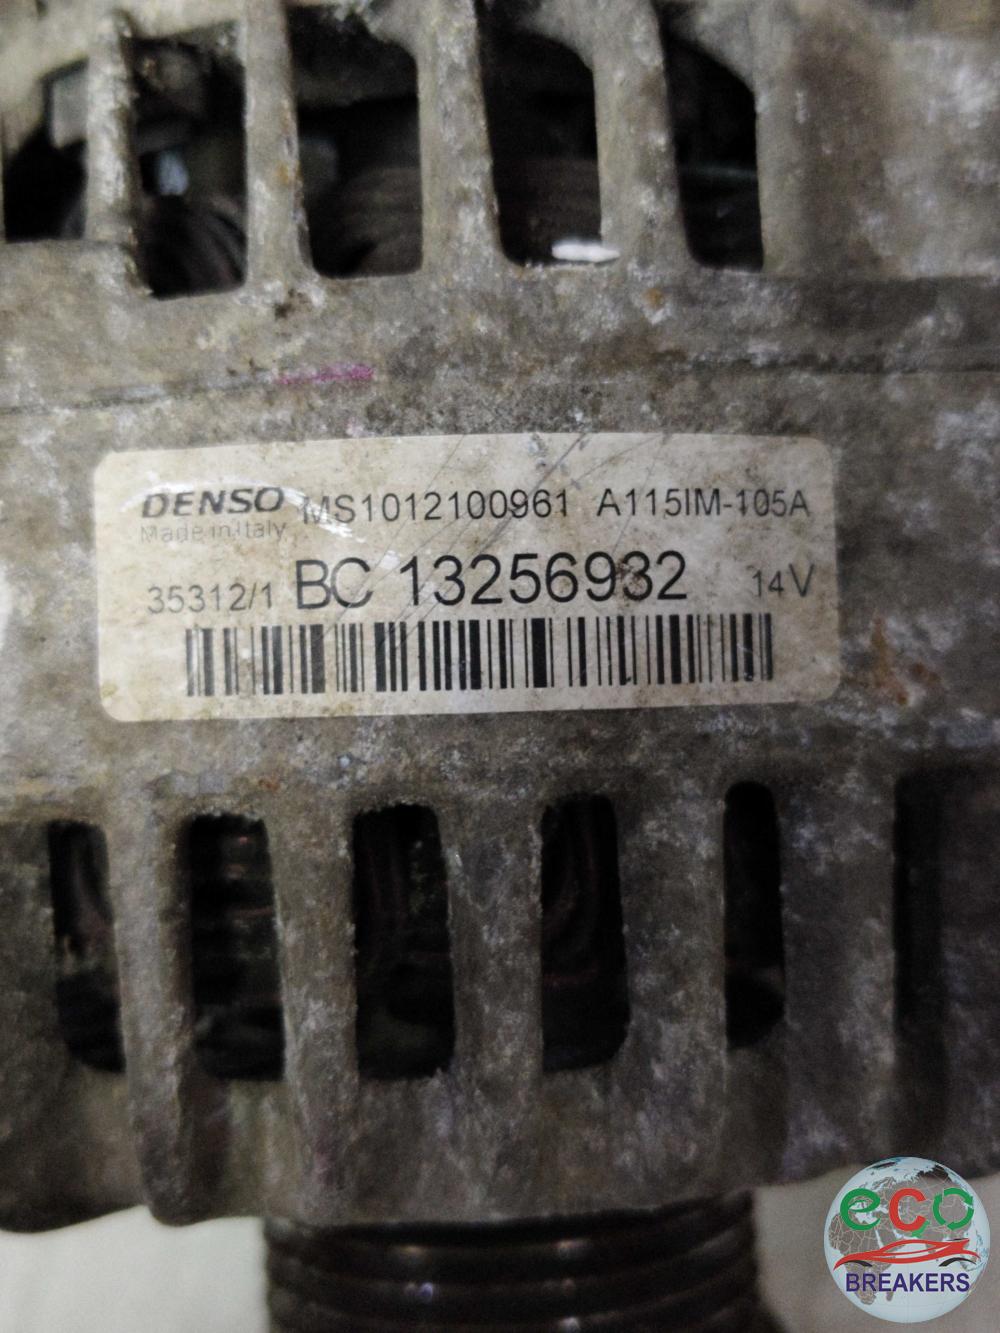 DENSO MS1012100961 A115IM-105A
Made in Italy
35312/1 BC 13256932 14V
eco
BREAKERS